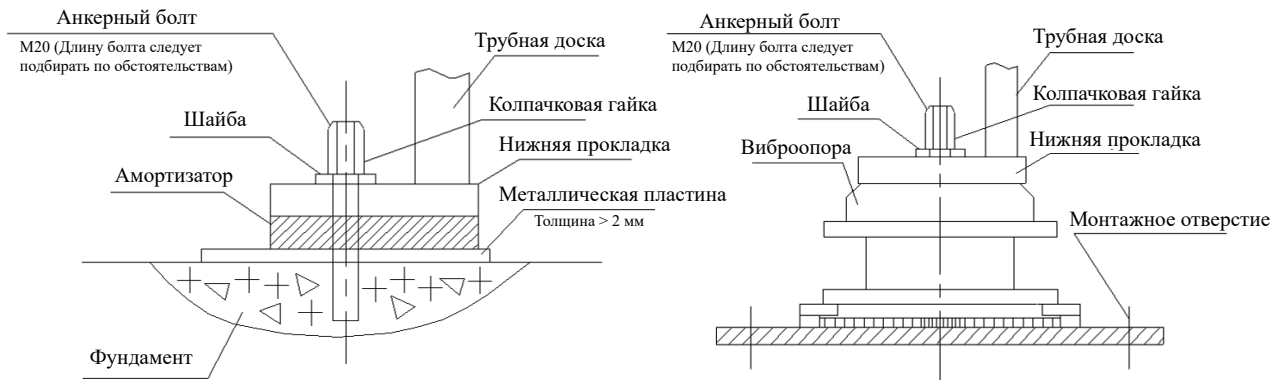 Анкерный болт
М20 (Длину болта следует
подбирать по обстоятельствам)
Трубная доска
Колпачковая гайка
Шайба
Нижняя прокладка
Амортизатор
Металлическая пластина
Толщина > 2 мм
Фундамент
Анкерный болт
М20 (Длину болта следует
подбирать по обстоятельствам)
Трубная доска
Колпачковая гайка
Шайба
Нижняя прокладка
Виброопора
Монтажное отверстие